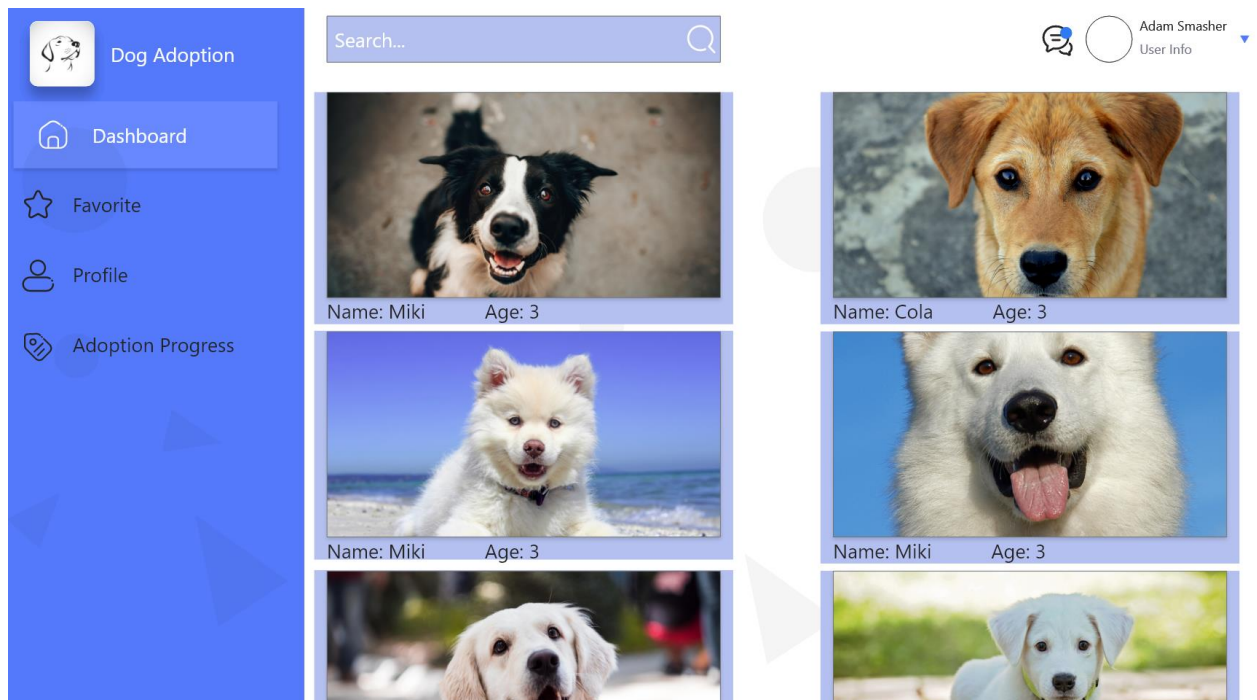 Dog Adoption
Dashboard
Favorite
Profile
Adoption Progress
Search...
Adam Smasher
User Info
Name: Miki Age: 3
Name: Cola Age: 3
Name: Miki Age: 3
Name: Miki Age: 3